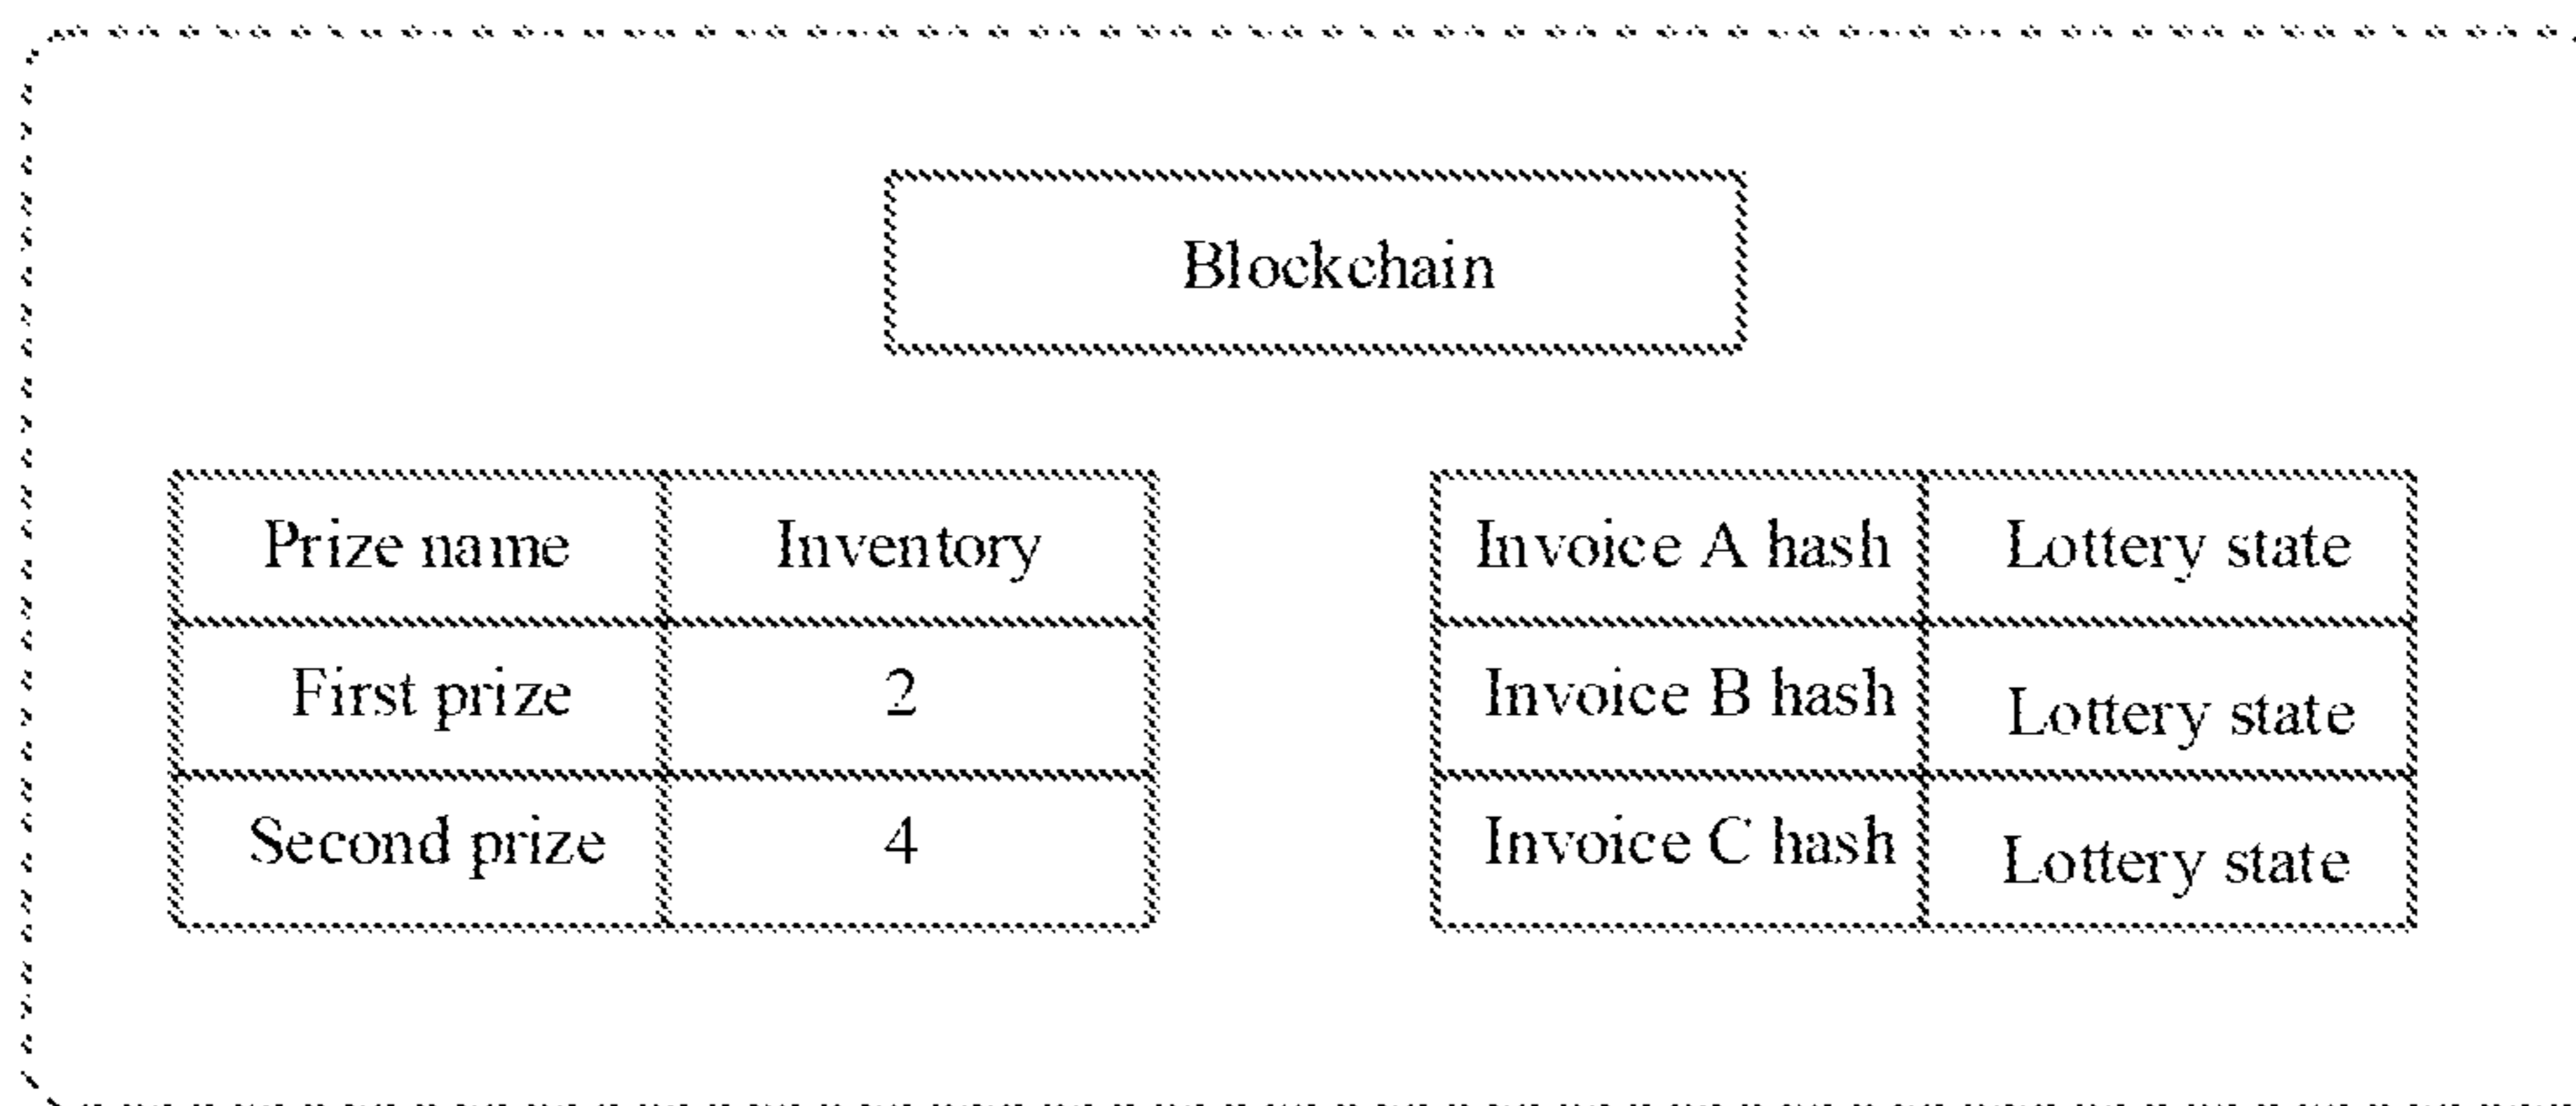 Blockchain
Prize name Inventory
First prize 2
Second prize 4
Invoice A hash Lottery state
Invoice B hash Lottery state
Invoice C hash Lottery state